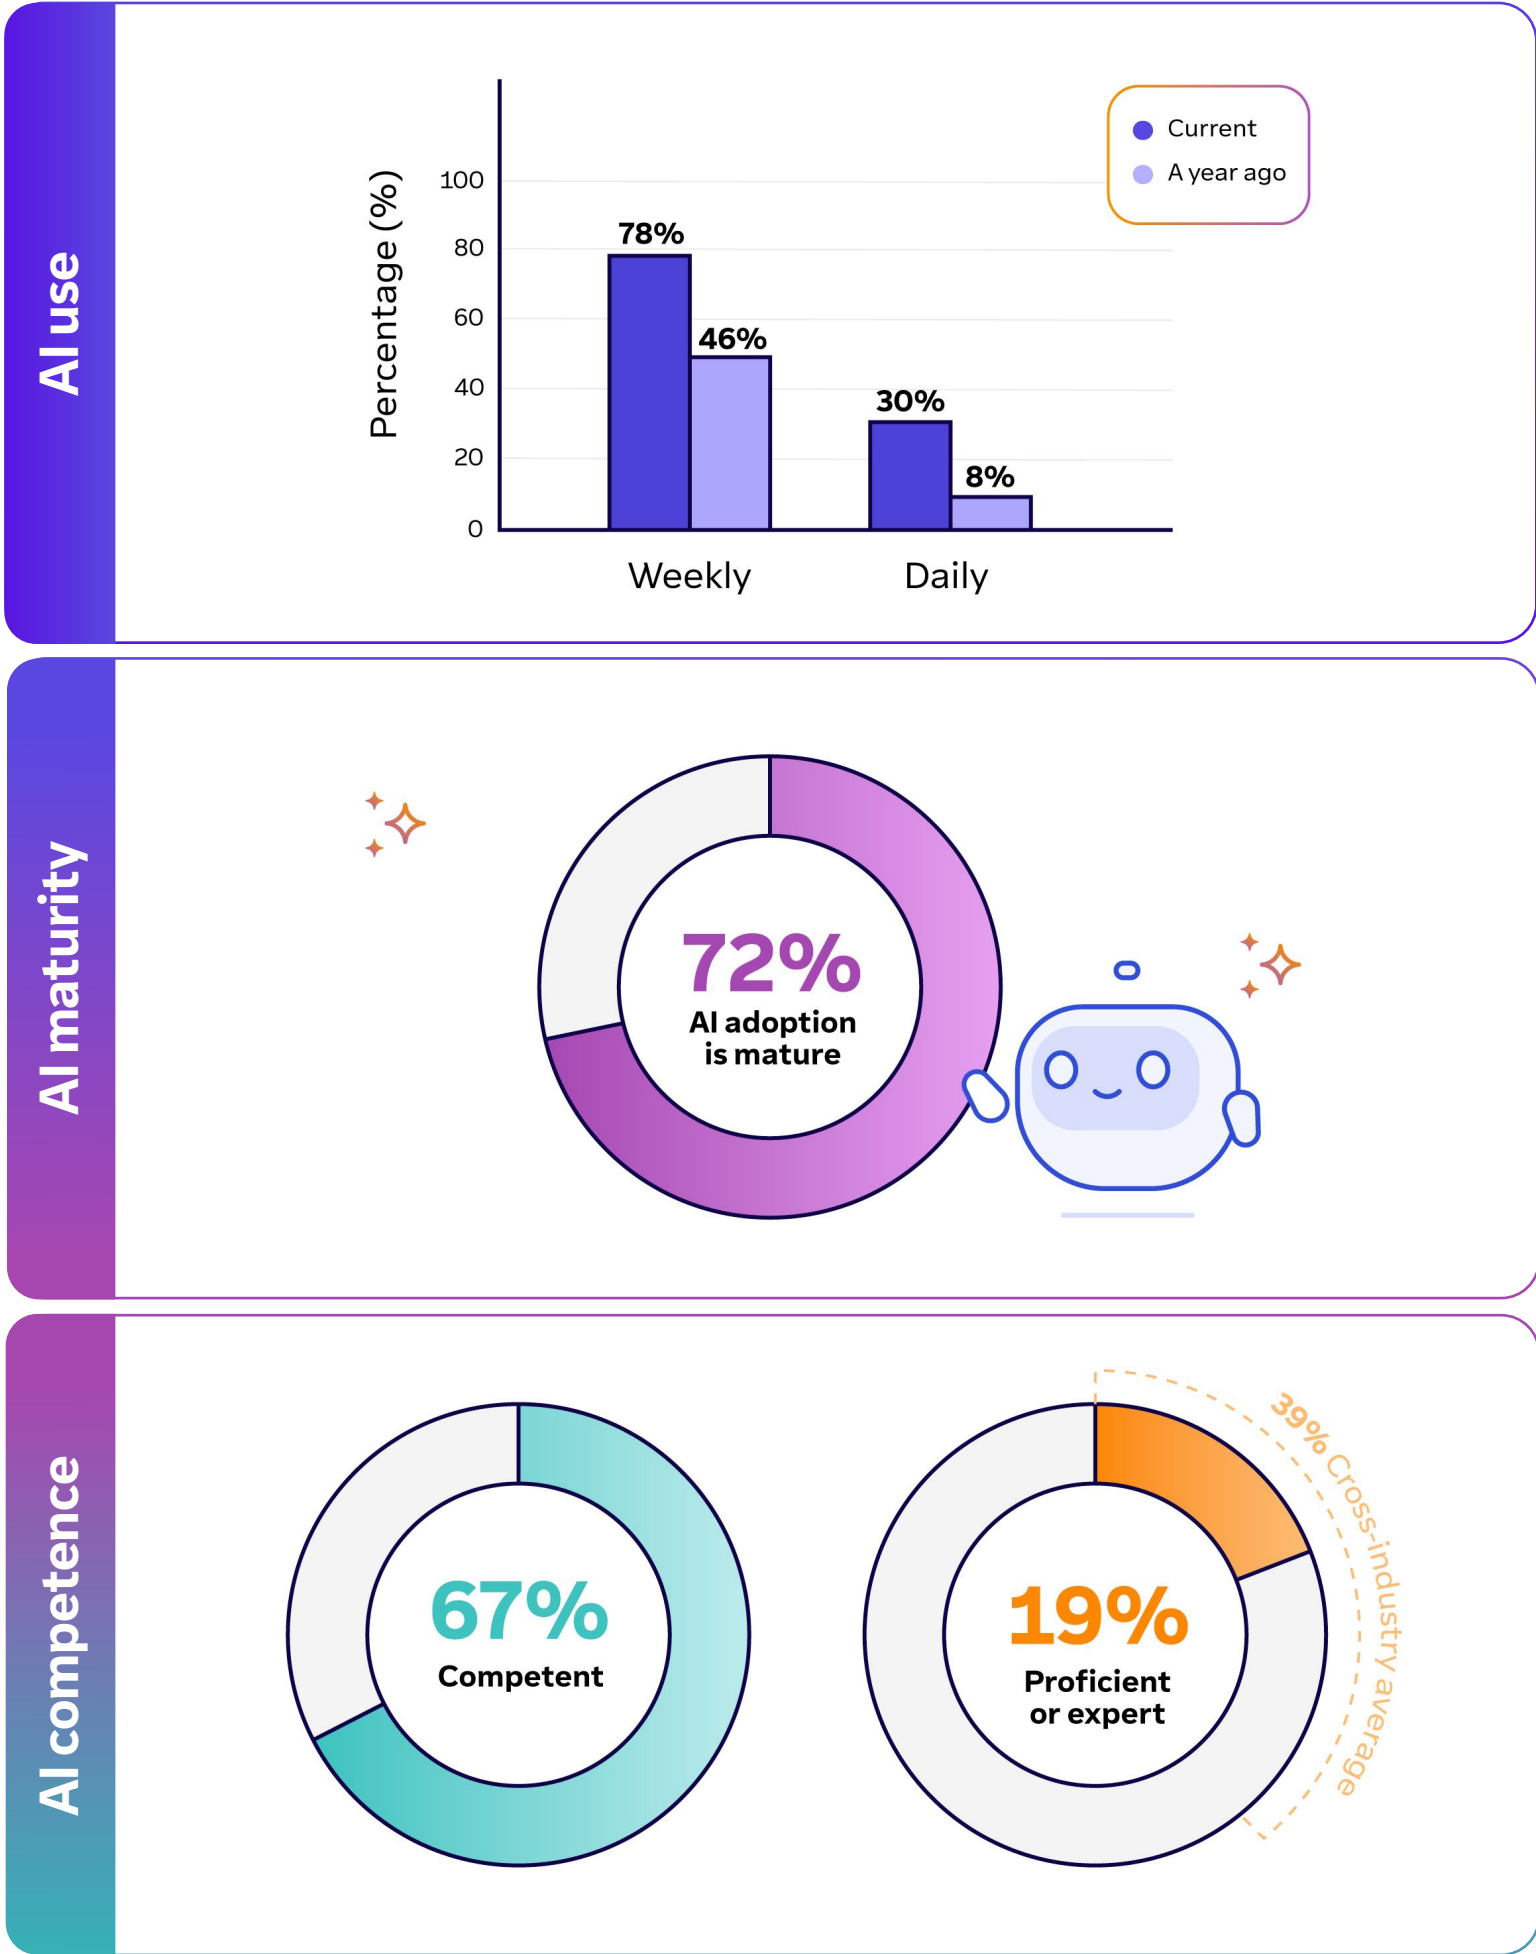 AI use
Percentage (%)
100
80
60
40
20
0
78%
46%
30%
8%
Weekly
Daily
Current
A year ago
AI maturity
72%
AI adoption
is mature
AI competence
67%
Competent
19%
Proficient
or expert
39% Cross-industry average